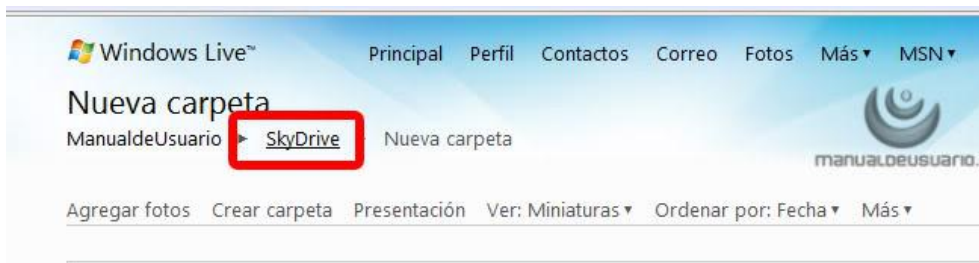 Windows Live™ Principal Perfil Contactos Correo Fotos Más ▾ MSN ▾
Nueva carpeta
ManualdeUsuario ▸ SkyDrive Nueva carpeta
manualdeusuario.
Agregar fotos Crear carpeta Presentación Ver: Miniaturas ▾ Ordenar por: Fecha ▾ Más ▾